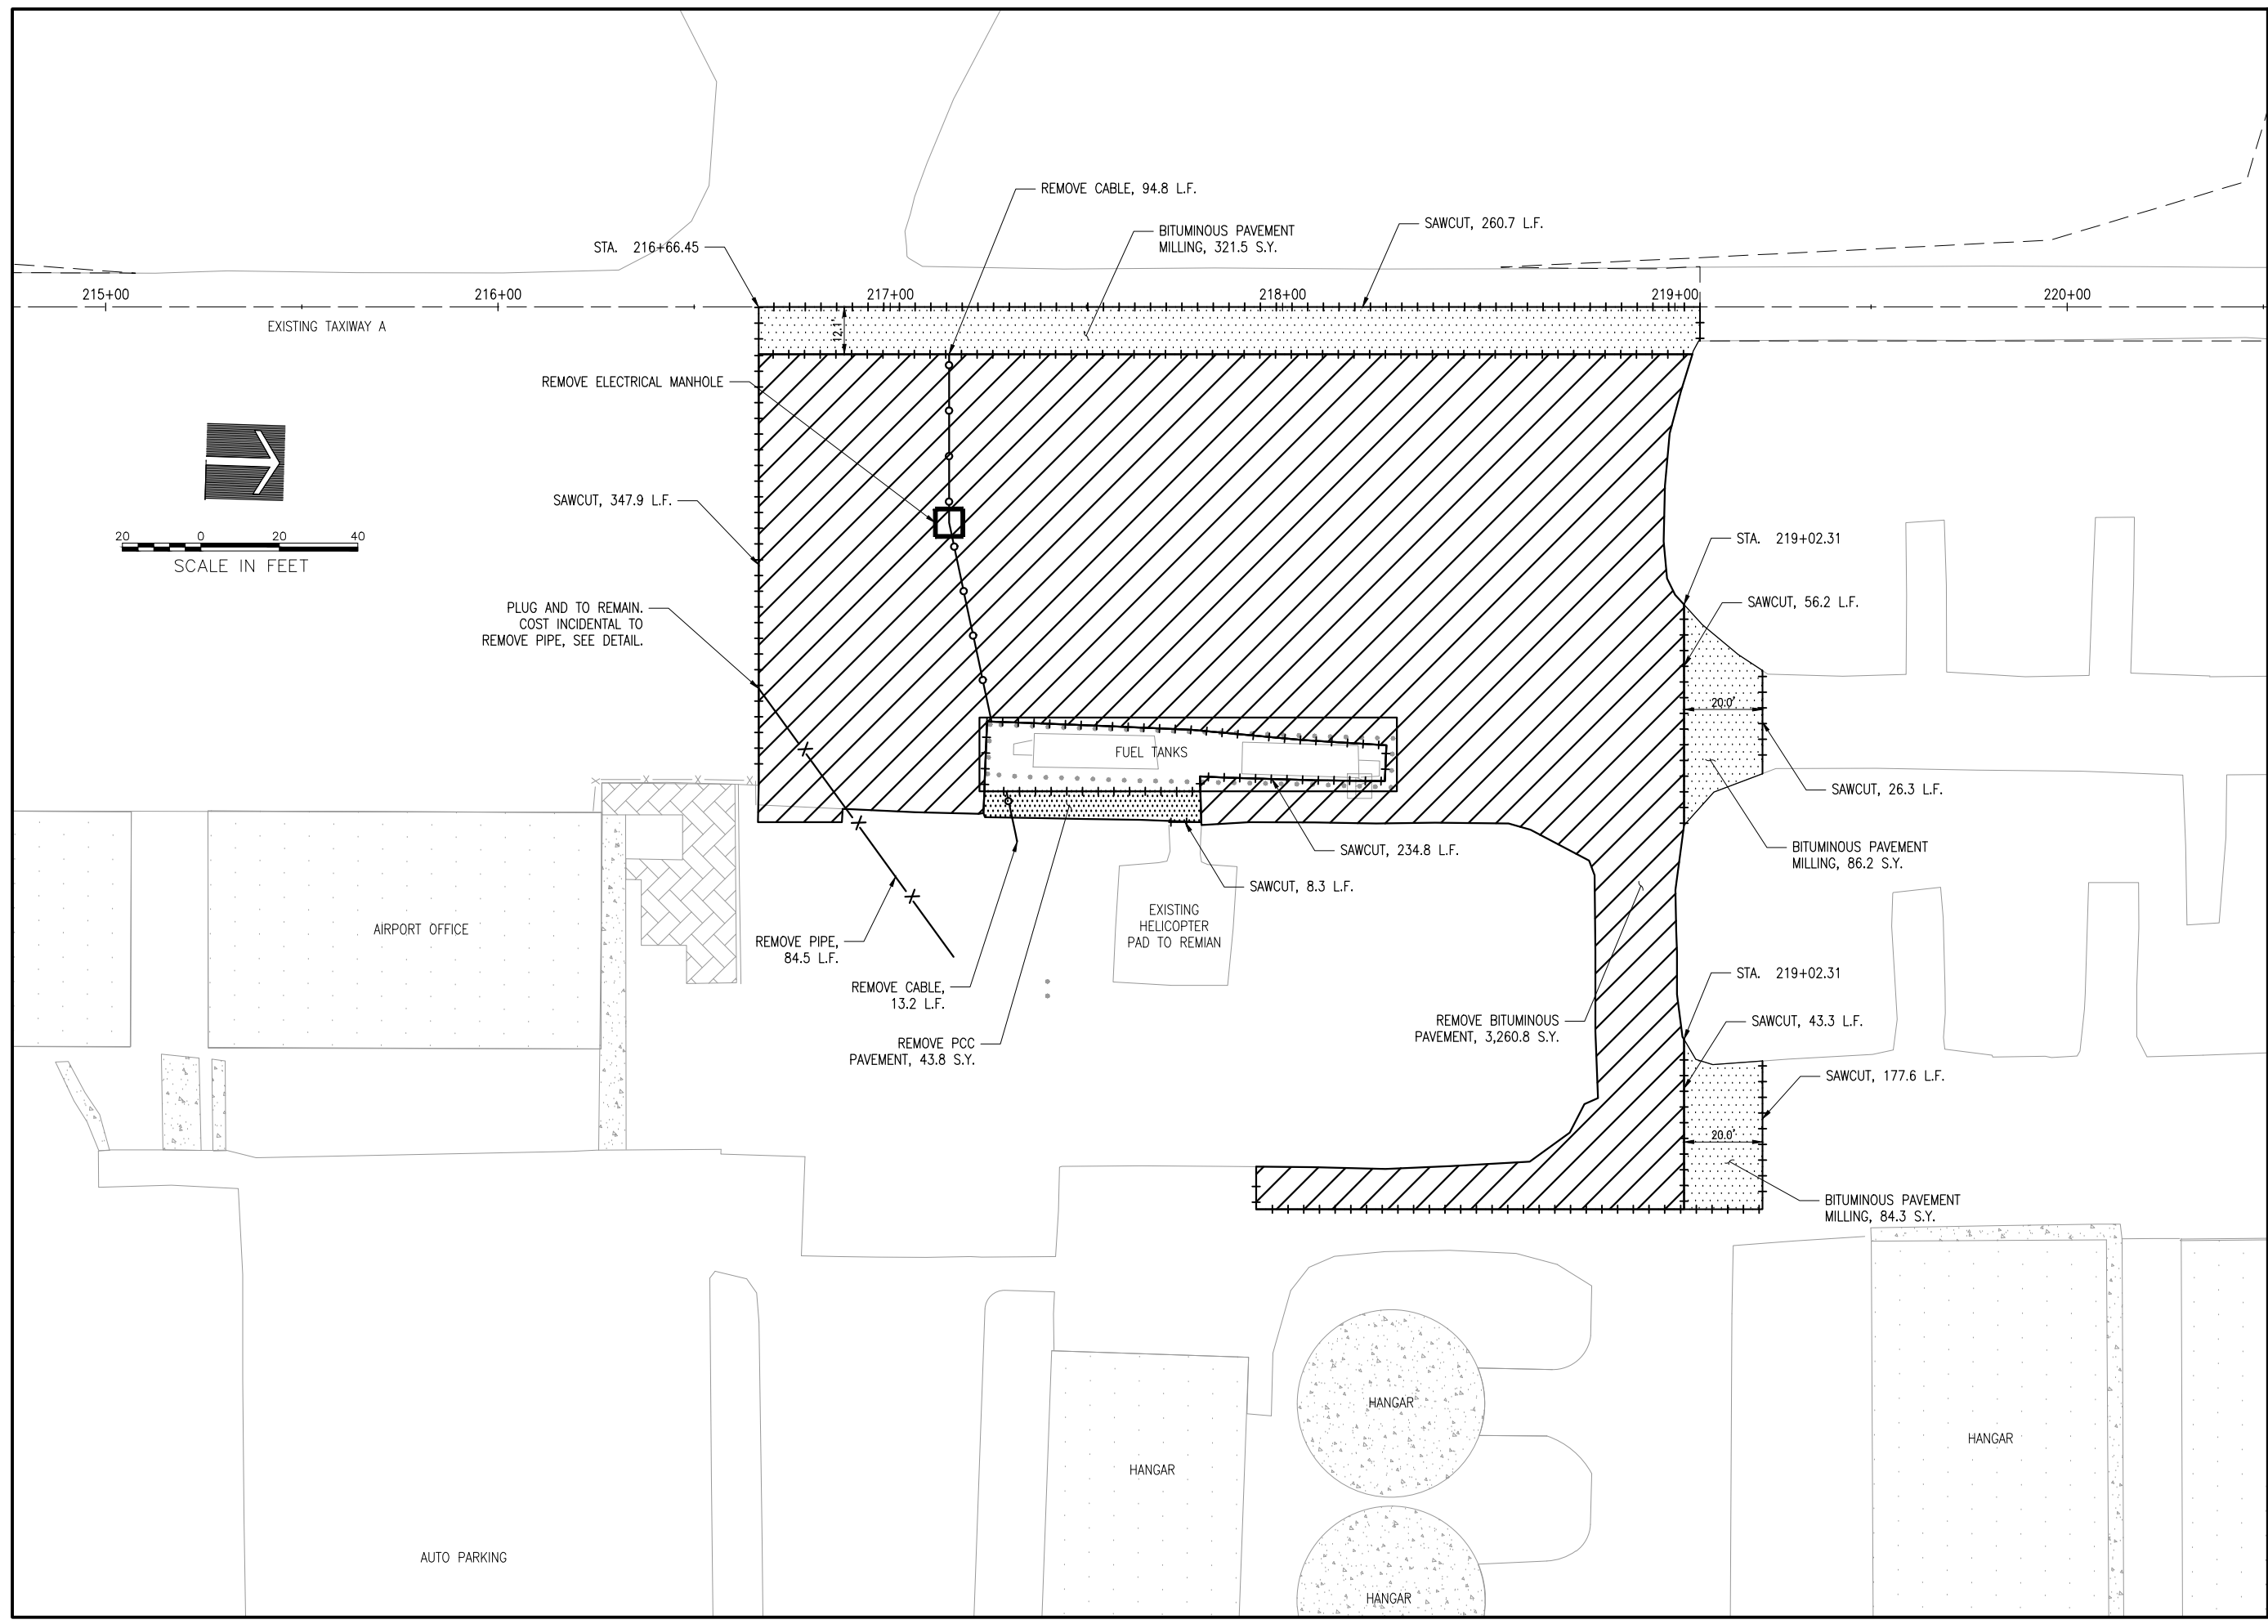 REMOVE CABLE, 94.8 L.F.
SAWCUT, 260.7 L.F.
BITUMINOUS PAVEMENT
MILLING, 321.5 S.Y.
STA. 216+66.45
215+00
216+00
217+00
218+00
219+00
220+00
EXISTING TAXIWAY A
12.1'
REMOVE ELECTRICAL MANHOLE
SAWCUT, 347.9 L.F.
20
0
20
40
SCALE IN FEET
STA. 219+02.31
SAWCUT, 56.2 L.F.
PLUG AND TO REMAIN.
COST INCIDENTAL TO
REMOVE PIPE, SEE DETAIL.
20.0'
FUEL TANKS
SAWCUT, 26.3 L.F.
SAWCUT, 234.8 L.F.
BITUMINOUS PAVEMENT
MILLING, 86.2 S.Y.
SAWCUT, 8.3 L.F.
EXISTING
HELICOPTER
PAD TO REMIAN
AIRPORT OFFICE
REMOVE PIPE,
84.5 L.F.
REMOVE CABLE,
13.2 L.F.
STA. 219+02.31
REMOVE BITUMINOUS
PAVEMENT, 3,260.8 S.Y.
SAWCUT, 43.3 L.F.
REMOVE PCC
PAVEMENT, 43.8 S.Y.
SAWCUT, 177.6 L.F.
20.0'
BITUMINOUS PAVEMENT
MILLING, 84.3 S.Y.
HANGAR
HANGAR
HANGAR
AUTO PARKING
HANGAR